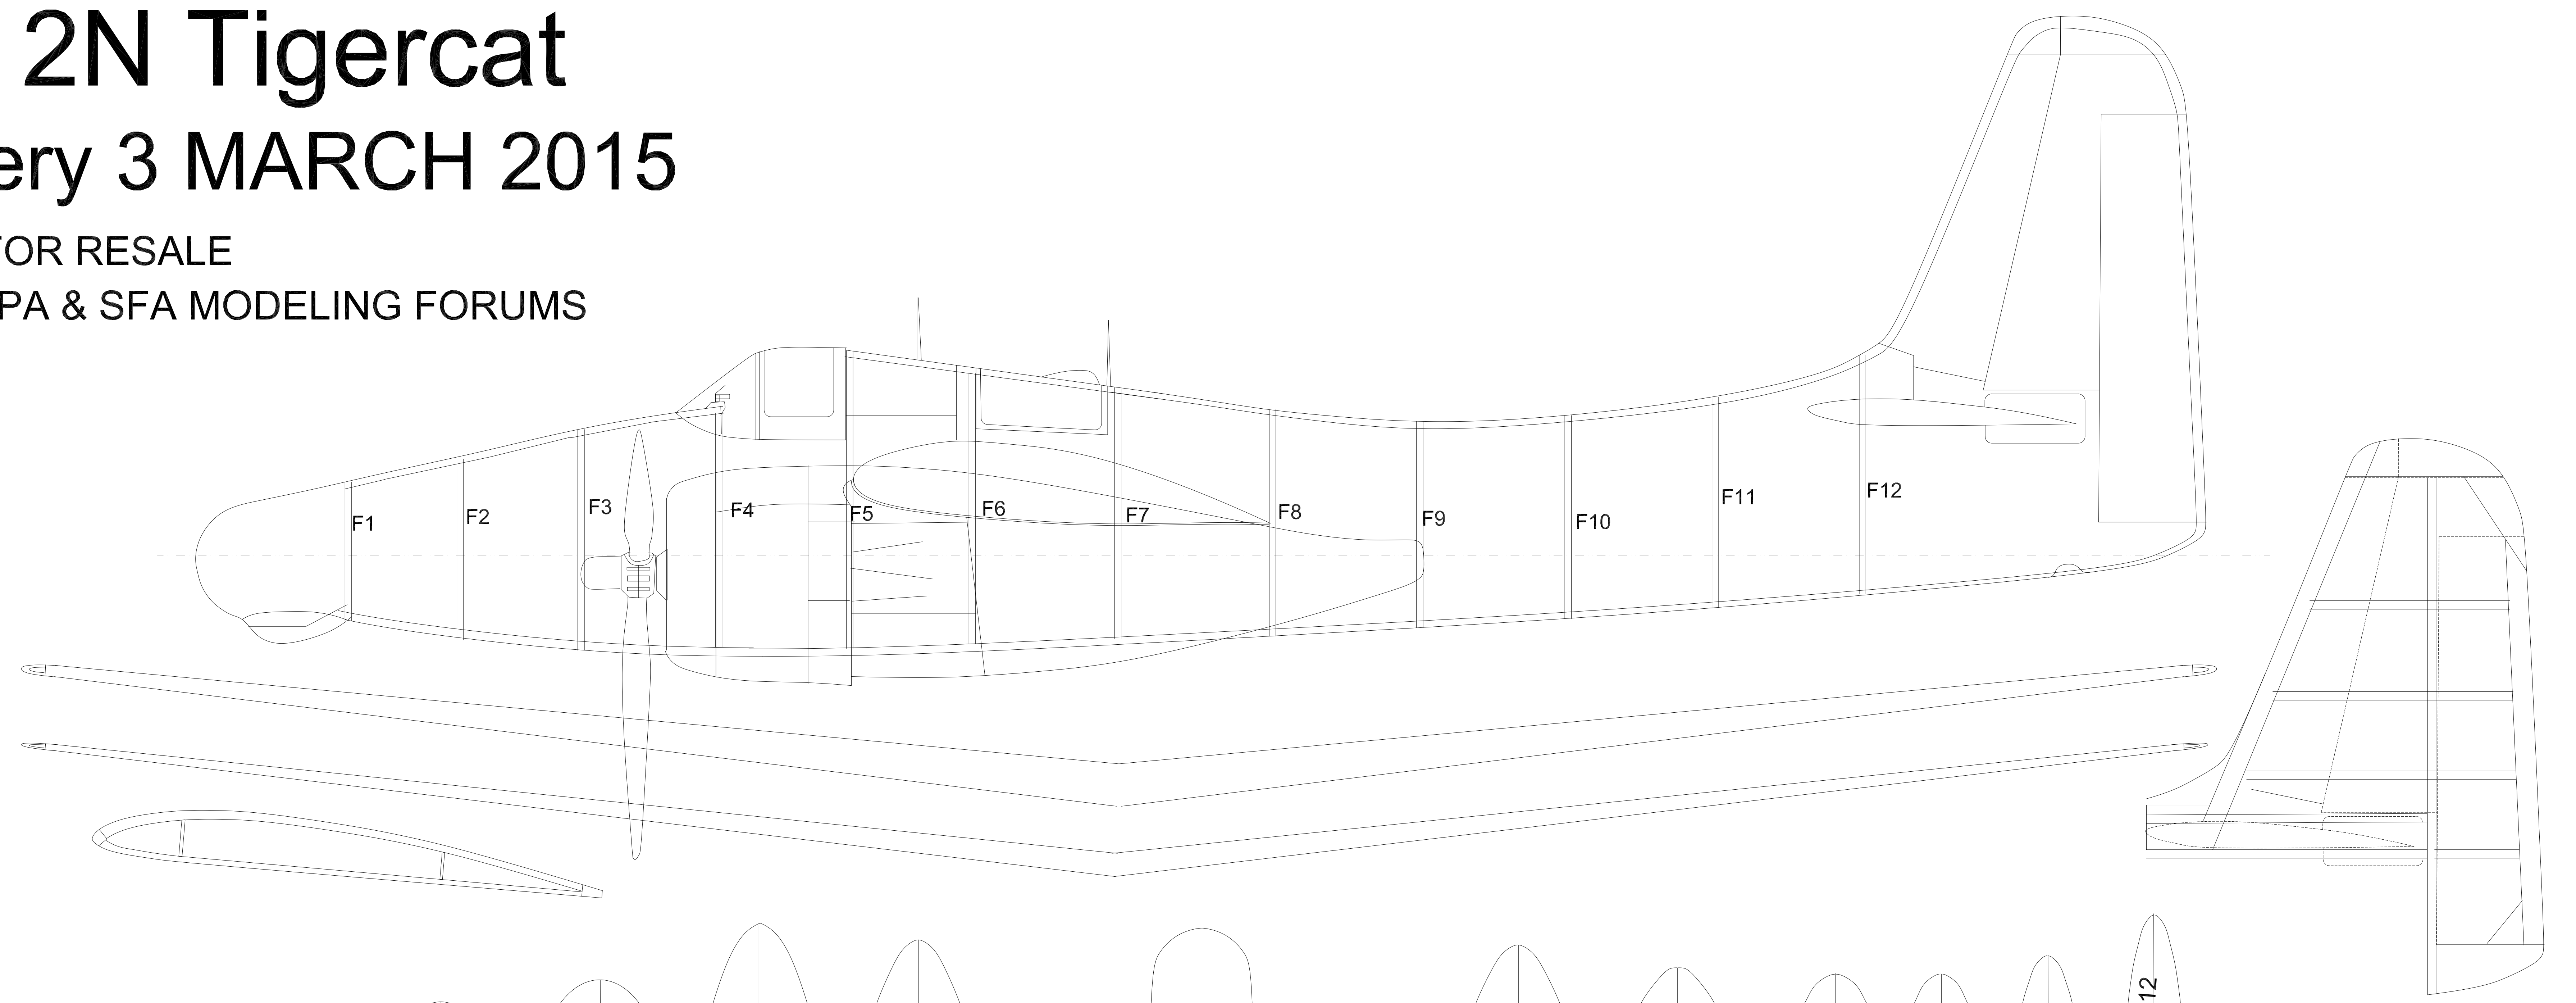 2N Tigercat
ery 3 MARCH 2015
FOR RESALE
PA & SFA MODELING FORUMS
F1
F2
F3
F4
F5
F6
F7
F8
F9
F10
F11
F12
12